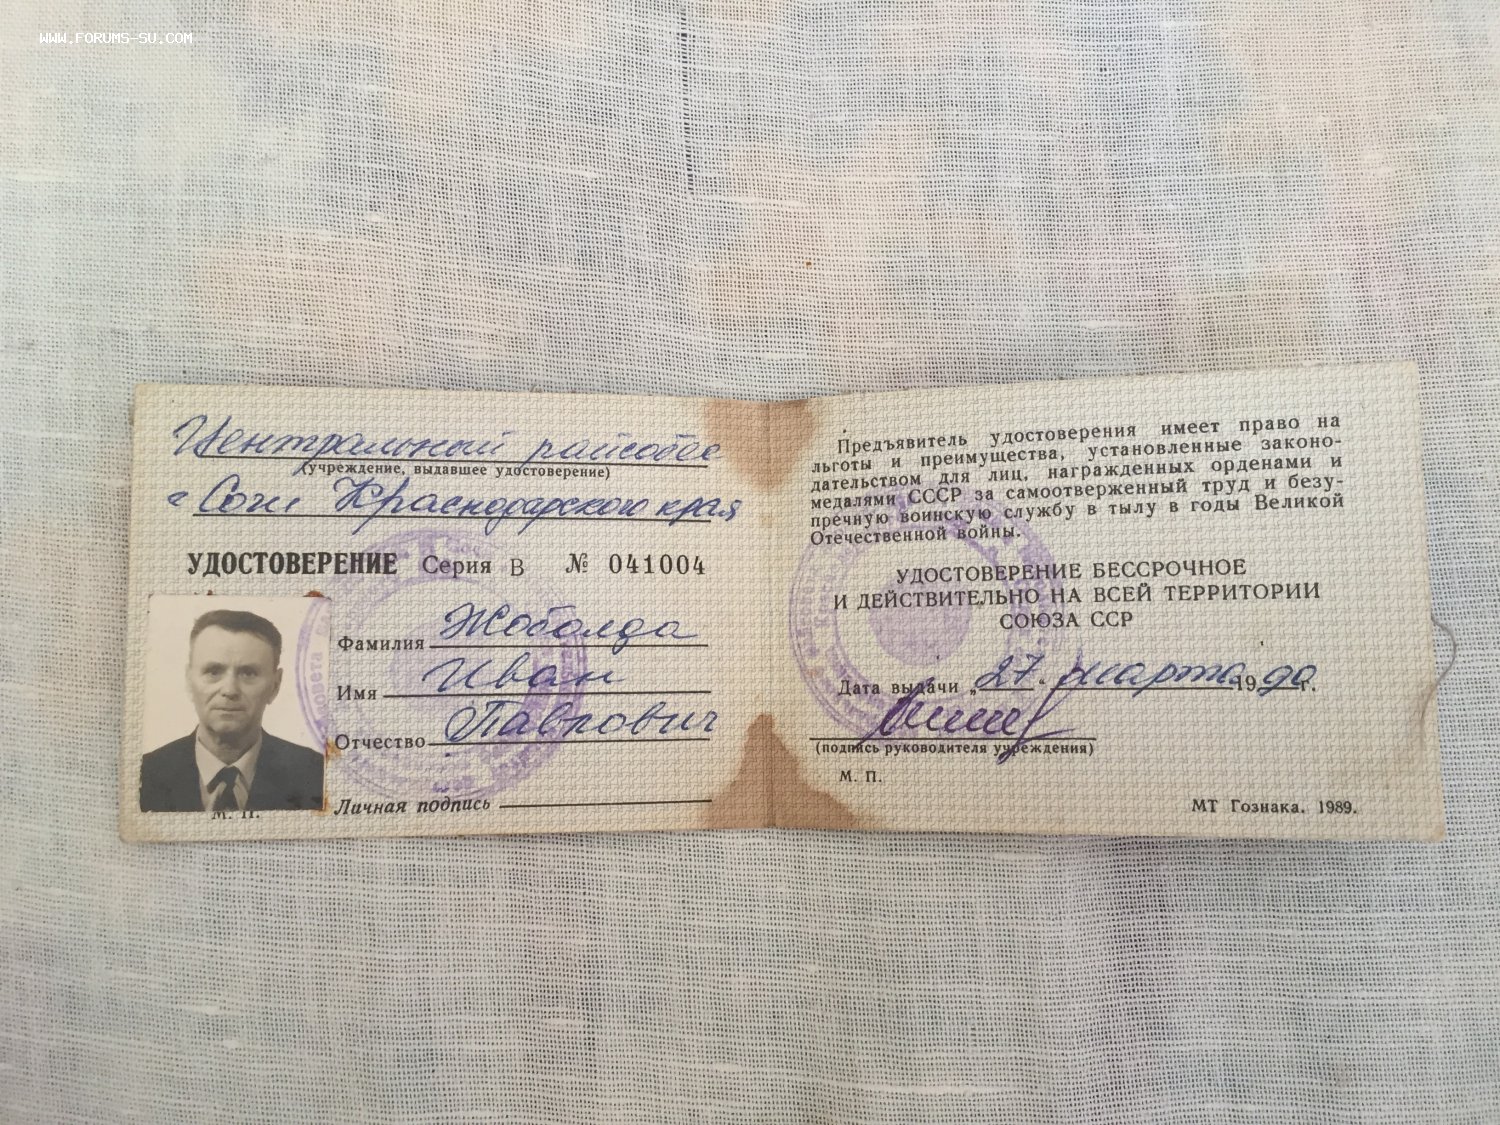 WWW.FORUMS-SU.COM
Центральный райсобес
(учреждение, выдавшее удостоверение)
г Сочи Краснодарского края
УДОСТОВЕРЕНИЕ Серия В № 041004
Фамилия Жоболда
Имя Иван
Отчество Павлович
М. П.
Личная подпись
Предъявитель удостоверения имеет право на
льготы и преимущества, установленные законо-
дательством для лиц, награжденных орденами и
медалями СССР за самоотверженный труд и безу-
пречную воинскую службу в тылу в годы Великой
Отечественной войны.
УДОСТОВЕРЕНИЕ БЕССРОЧНОЕ
И ДЕЙСТВИТЕЛЬНО НА ВСЕЙ ТЕРРИТОРИИ
СОЮЗА ССР
Дата выдачи „27" марта 1990 г.
(подпись руководителя учреждения)
М. П.
МТ Гознака. 1989.